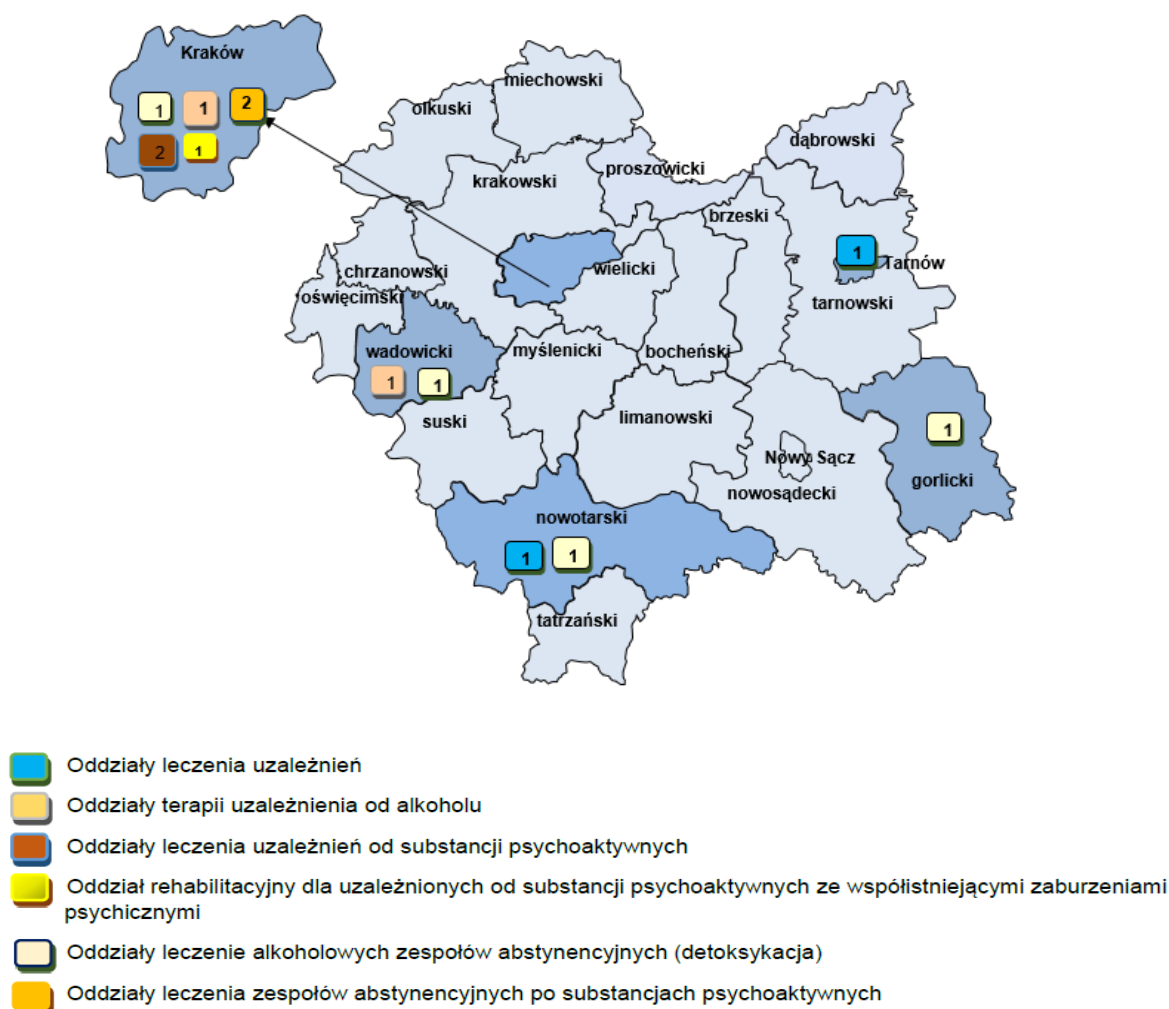 Kraków
1 1 2
2 1
miechowski
olkuski
dąbrowski
proszowicki
krakowski
brzeski
1
Tarnów
wielicki
chrzanowski
oświęcimski
tarnowski
wadowicki
myślenicki
bocheński
1 1
limanowski
suski
1
Nowy Sącz
gorlicki
nowosądecki
nowotarski
1 1
tatrzański
Oddziały leczenia uzależnień
Oddziały terapii uzależnienia od alkoholu
Oddziały leczenia uzależnień od substancji psychoaktywnych
Oddział rehabilitacyjny dla uzależnionych od substancji psychoaktywnych ze współistniejącymi zaburzeniami
psychicznymi
Oddziały leczenie alkoholowych zespołów abstynencyjnych (detoksykacja)
Oddziały leczenia zespołów abstynencyjnych po substancjach psychoaktywnych